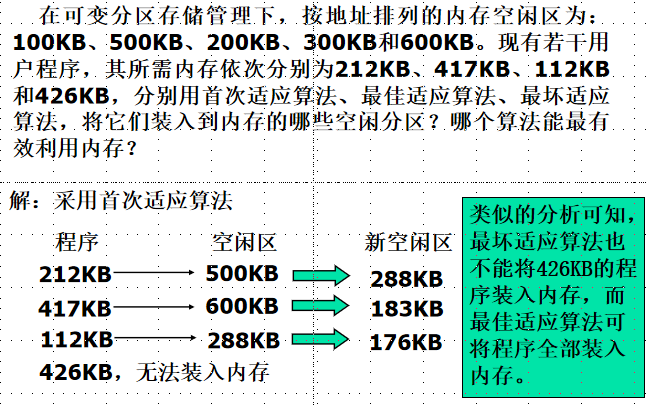 在可变分区存储管理下，按地址排列的内存空闲区为：
100KB、500KB、200KB、300KB和600KB。现有若干用
户程序，其所需内存依次分别为212KB、417KB、112KB
和426KB，分别用首次适应算法、最佳适应算法、最坏适应
算法，将它们装入到内存的哪些空闲分区？哪个算法能最有
效利用内存？
解：采用首次适应算法
程序 空闲区 新空闲区
212KB 500KB 288KB
417KB 600KB 183KB
112KB 288KB 176KB
426KB，无法装入内存
类似的分析可知，
最坏适应算法也
不能将426KB的程
序装入内存，而
最佳适应算法可
将程序全部装入
内存。